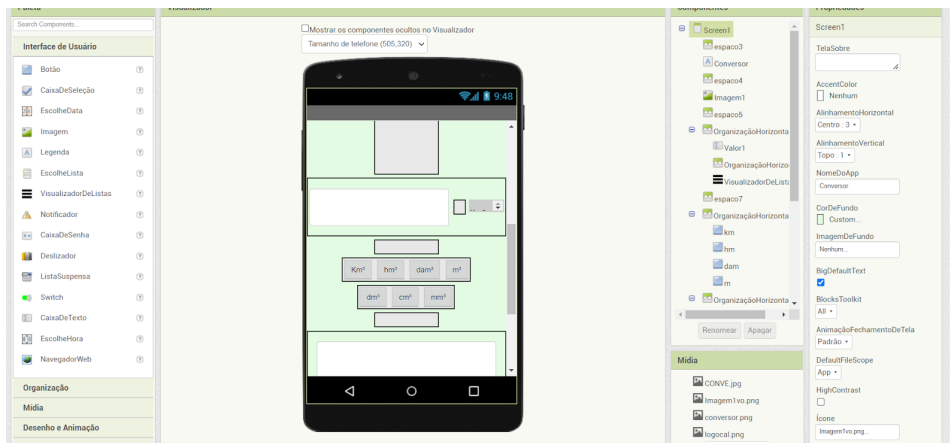 Paleta
Search Components...
Interface de Usuário
Botão
CaixaDeSeleção
EscolheData
Imagem
Legenda
EscolheLista
VisualizadorDeListas
Notificador
CaixaDeSenha
Deslizador
ListaSuspensa
Switch
CaixaDeTexto
EscolheHora
NavegadorWeb
Organização
Mídia
Desenho e Animação
Visualizador
Mostrar os componentes ocultos no Visualizador
Tamanho de telefone (505,320)
9:48
Km² hm² dam² m²
dm² cm² mm²
Componentes
Screen1
espaco3
Conversor
espaco4
Imagem1
espaco5
OrganizaçãoHorizonta
Valor1
OrganizaçãoHorizo
VisualizadorDeLista
espaco7
OrganizaçãoHorizonta
km
hm
dam
m
OrganizaçãoHorizonta
Renomear Apagar
Mídia
CONVE.jpg
Imagem1vo.png
conversor.png
logocal.png
Propriedades
Screen1
TelaSobre
AccentColor
Nenhum
AlinhamentoHorizontal
Centro : 3
AlinhamentoVertical
Topo : 1
NomeDoApp
Conversor
CorDeFundo
Custom...
ImagemDeFundo
Nenhum...
BigDefaultText
BlocksToolkit
All
AnimaçãoFechamentoDeTela
Padrão
DefaultFileScope
App
HighContrast
Ícone
Imagem1vo.png...